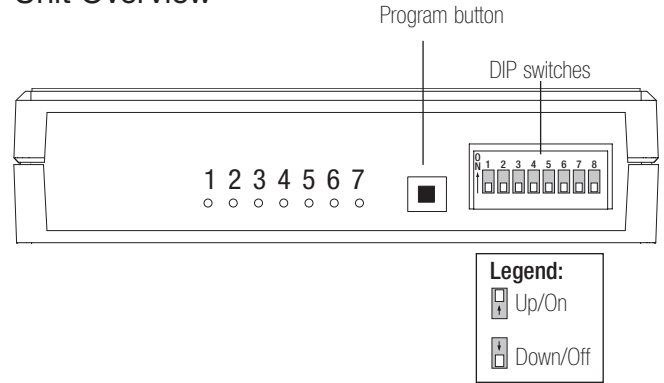 Unit Overview
Program button
DIP switches
1 2 3 4 5 6 7
ON
1 2 3 4 5 6 7 8
Legend:
Up/On
Down/Off